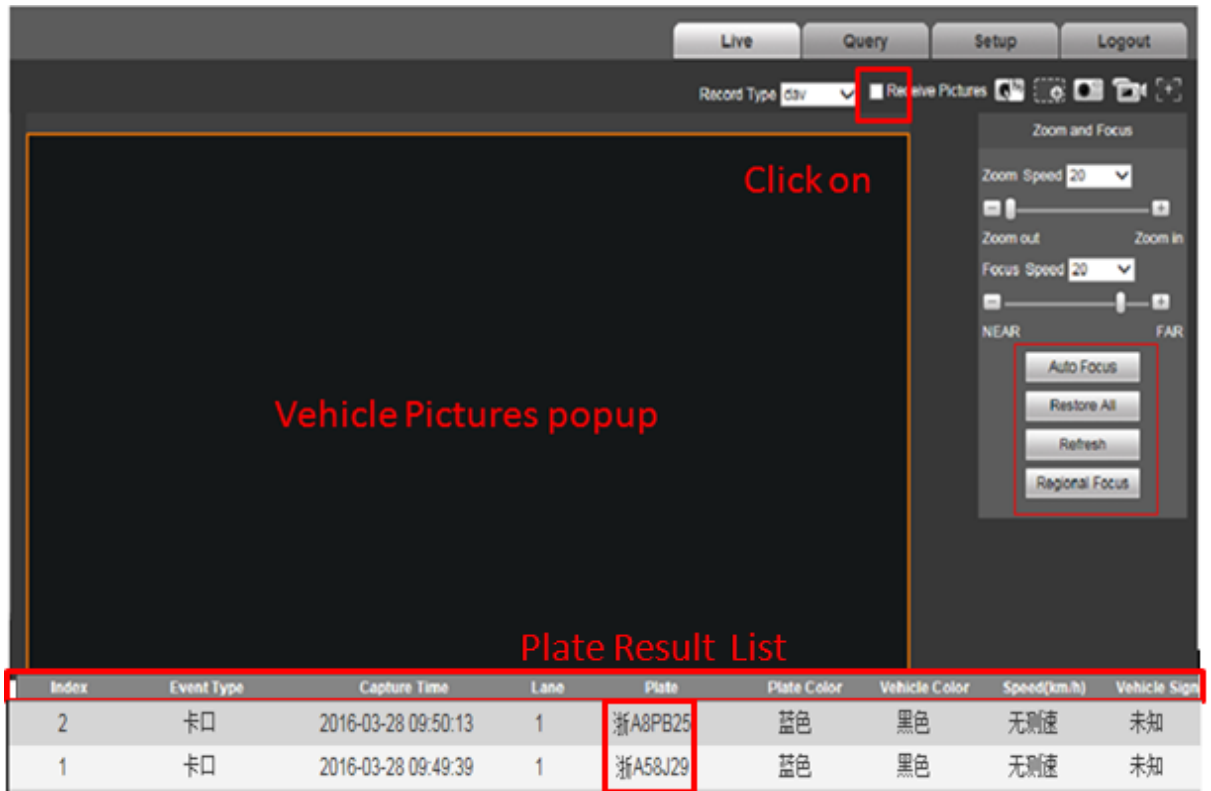 Live Query Setup Logout
Record Type dav Receive Pictures
Zoom and Focus
Click on
Zoom Speed 20
Zoom out Zoom in
Focus Speed 20
NEAR FAR
Auto Focus
Restore All
Vehicle Pictures popup
Refresh
Regional Focus
Plate Result List
Index Event Type Capture Time Lane Plate Plate Color Vehicle Color Speed(km/h) Vehicle Sign
2 卡口 2016-03-28 09:50:13 1 浙A8PB25 蓝色 黑色 无测速 未知
1 卡口 2016-03-28 09:49:39 1 浙A58J29 蓝色 黑色 无测速 未知